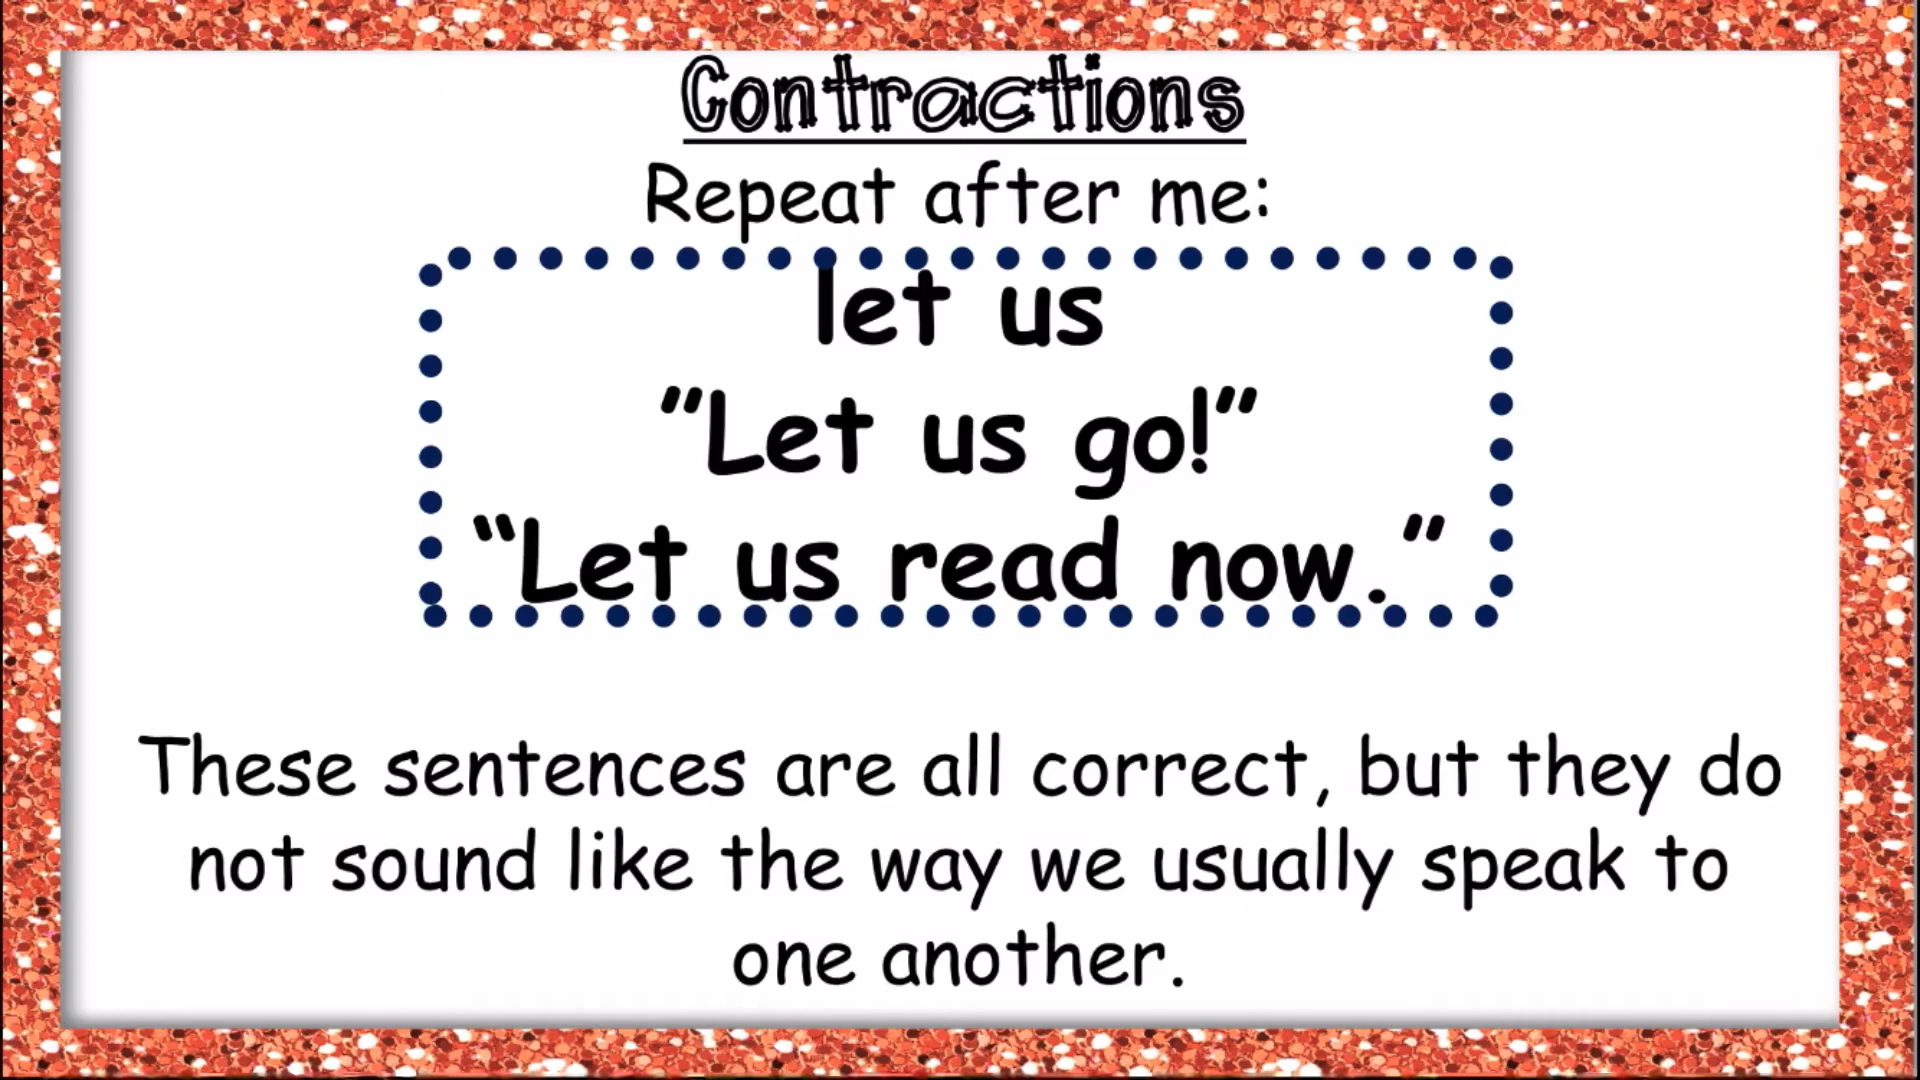 Contractions
Repeat after me:
let us
”Let us go!”
“Let us read now.”
These sentences are all correct, but they do
not sound like the way we usually speak to
one another.